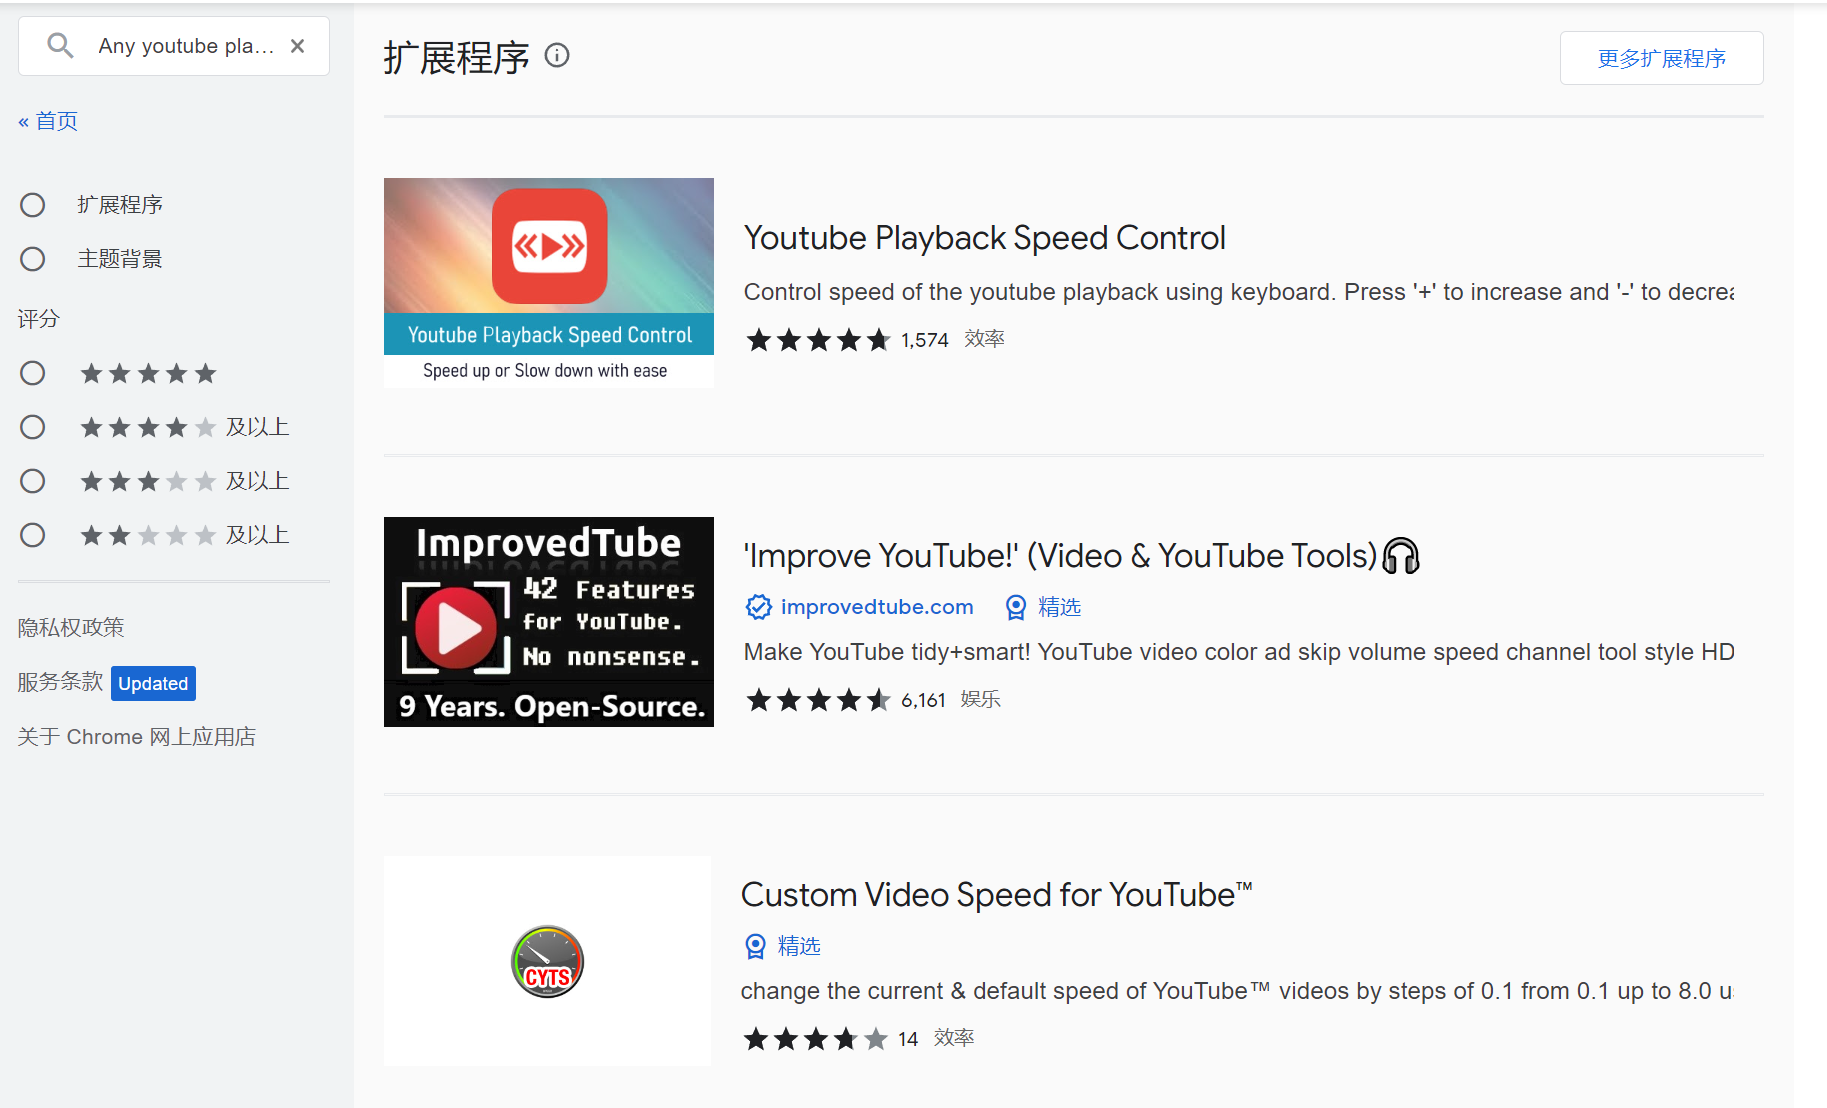 Any youtube pla...
« 首页
扩展程序
主题背景
评分
及以上
及以上
及以上
隐私权政策
服务条款 Updated
关于 Chrome 网上应用店
扩展程序
更多扩展程序
Youtube Playback Speed Control
Speed up or Slow down with ease
Youtube Playback Speed Control
Control speed of the youtube playback using keyboard. Press '+' to increase and '-' to decrea
1,574 效率
ImprovedTube
42 Features
for YouTube.
No nonsense.
9 Years. Open-Source.
'Improve YouTube!' (Video & YouTube Tools)🎧
improvedtube.com 精选
Make YouTube tidy+smart! YouTube video color ad skip volume speed channel tool style HD
6,161 娱乐
CYTS
Custom Video Speed for YouTube™
精选
change the current & default speed of YouTube™ videos by steps of 0.1 from 0.1 up to 8.0 u
14 效率